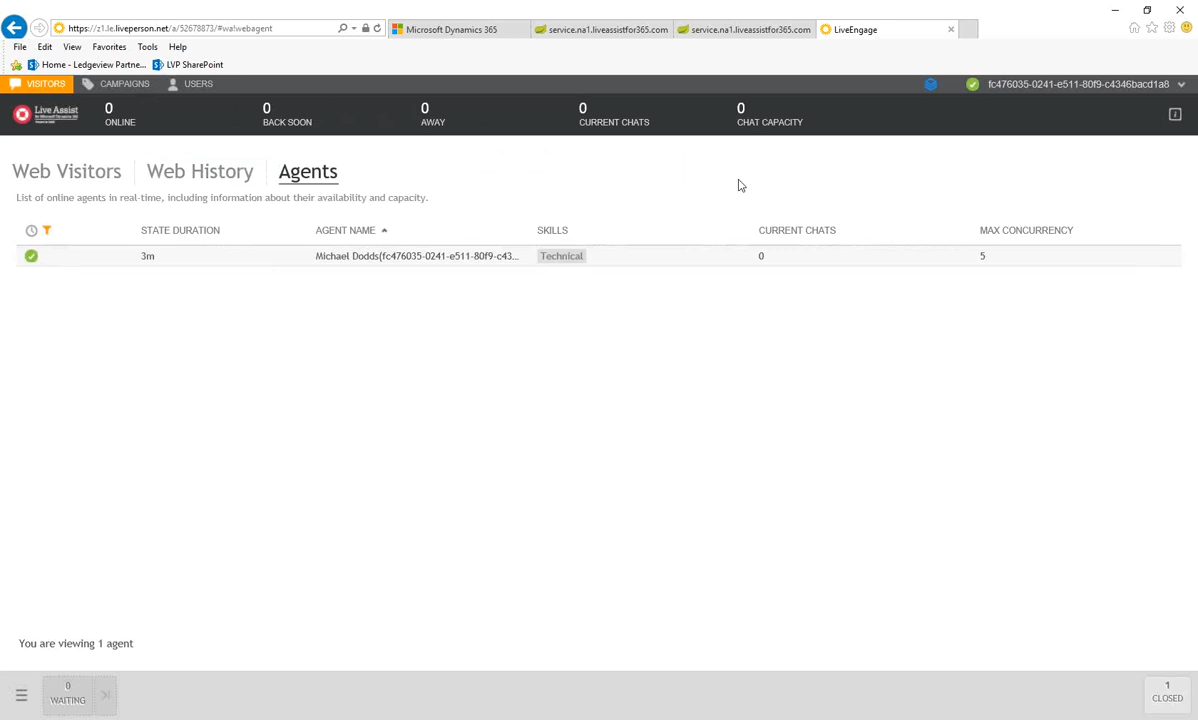 https://z1.le.liveperson.net/a/52678873/#wa!webagent
Microsoft Dynamics 365
service.na1.liveassistfor365.com
service.na1.liveassistfor365.com
LiveEngage
File Edit View Favorites Tools Help
Home - Ledgeview Partne... LVP SharePoint
VISITORS CAMPAIGNS USERS fc476035-0241-e511-80f9-c4346bacd1a8
Live Assist
0 0 0 0 0
ONLINE BACK SOON AWAY CURRENT CHATS CHAT CAPACITY
Web Visitors Web History Agents
List of online agents in real-time, including information about their availability and capacity.
STATE DURATION AGENT NAME SKILLS CURRENT CHATS MAX CONCURRENCY
3m Michael Dodds(fc476035-0241-e511-80f9-c43... Technical 0 5
You are viewing 1 agent
0 1
WAITING CLOSED